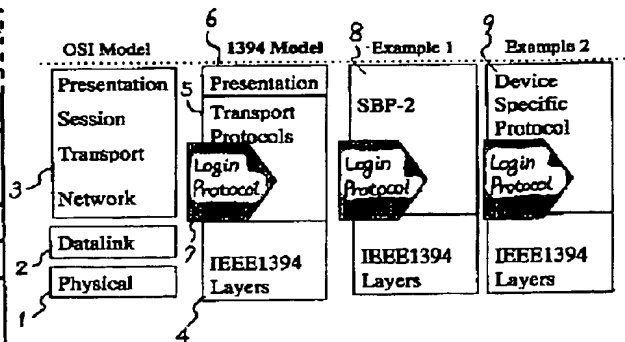 6
8
9
OSI Model
1394 Model
Example 1
Example 2
Presentation
Session
Transport
Network
3
Datalink
2
Physical
1
Presentation
5
Transport
Protocols
Login
Protocol
7
IEEE1394
Layers
4
SBP-2
Login
Protocol
IEEE1394
Layers
Device
Specific
Protocol
Login
Protocol
IEEE1394
Layers